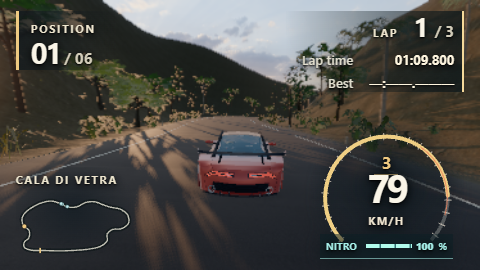 POSITION
01 / 06
LAP 1 / 3
Lap time 01:09.800
Best --:--.---
CALA DI VETRA
3
79
KM/H
NITRO 100 %